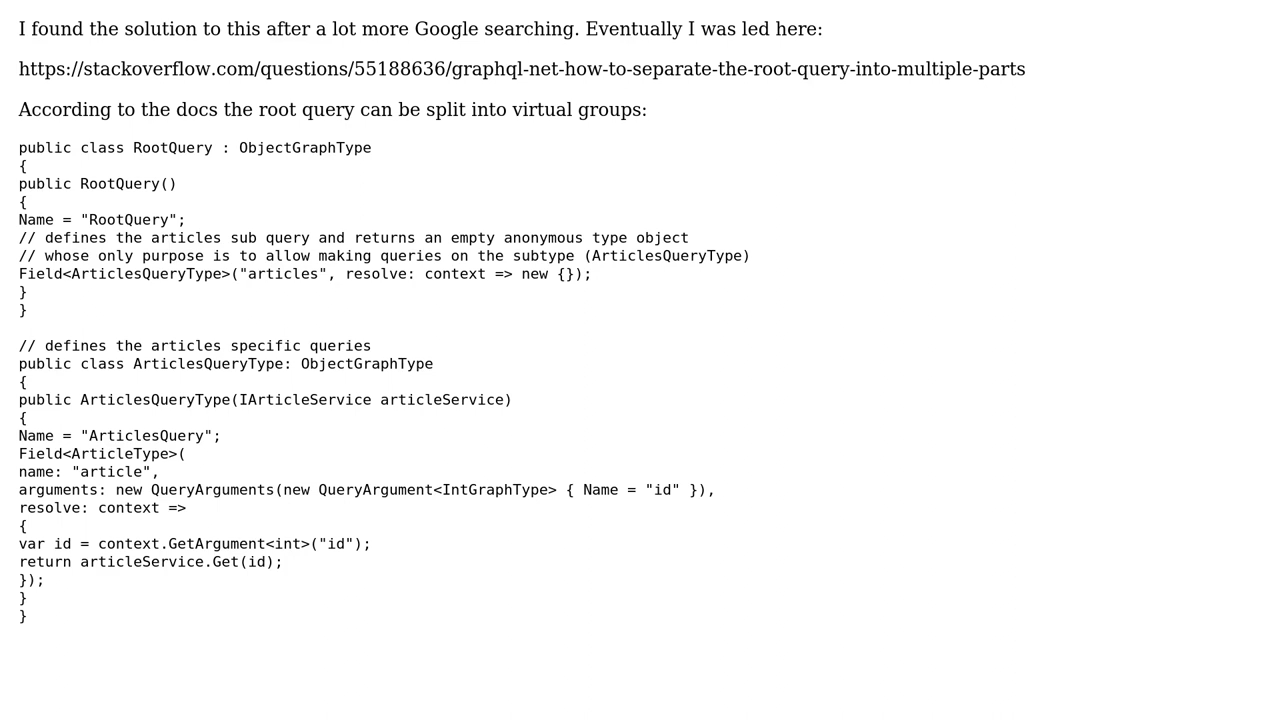 I found the solution to this after a lot more Google searching. Eventually I was led here:
https://stackoverflow.com/questions/55188636/graphql-net-how-to-separate-the-root-query-into-multiple-parts
According to the docs the root query can be split into virtual groups:
public class RootQuery : ObjectGraphType
{
public RootQuery()
{
Name = "RootQuery";
// defines the articles sub query and returns an empty anonymous type object
// whose only purpose is to allow making queries on the subtype (ArticlesQueryType)
Field<ArticlesQueryType>("articles", resolve: context => new {});
}
}
// defines the articles specific queries
public class ArticlesQueryType: ObjectGraphType
{
public ArticlesQueryType(IArticleService articleService)
{
Name = "ArticlesQuery";
Field<ArticleType>(
name: "article",
arguments: new QueryArguments(new QueryArgument<IntGraphType> { Name = "id" }),
resolve: context =>
{
var id = context.GetArgument<int>("id");
return articleService.Get(id);
});
}
}